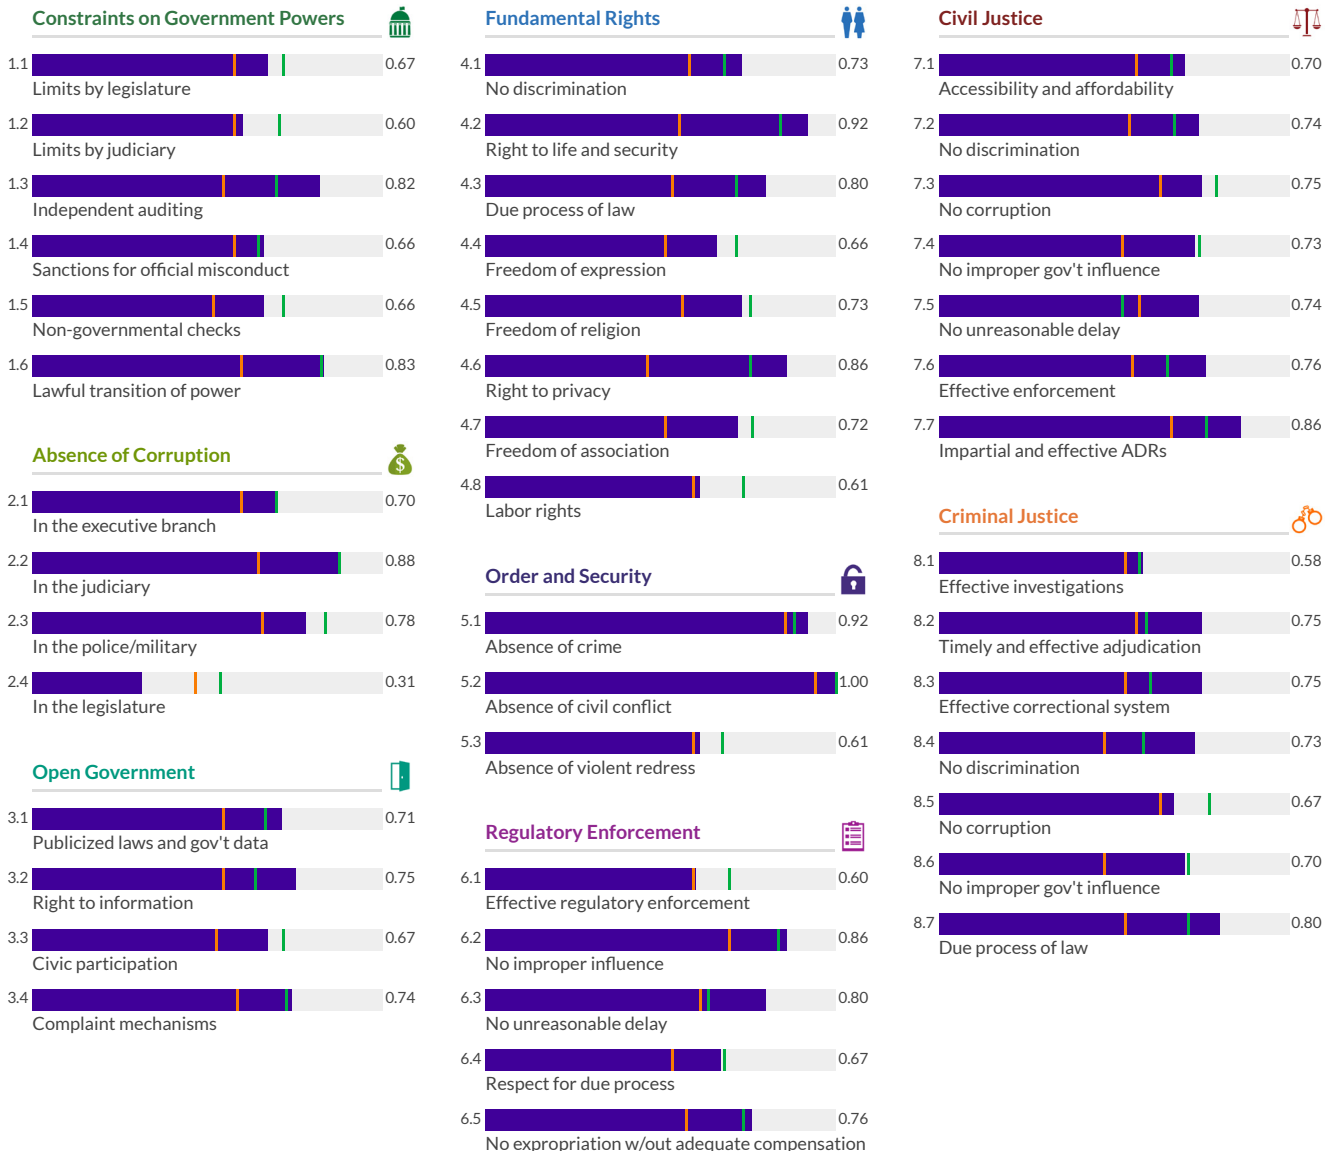 Constraints on Government Powers
1.1 0.67
Limits by legislature
1.2 0.60
Limits by judiciary
1.3 0.82
Independent auditing
1.4 0.66
Sanctions for official misconduct
1.5 0.66
Non-governmental checks
1.6 0.83
Lawful transition of power
Absence of Corruption
$
2.1 0.70
In the executive branch
2.2 0.88
In the judiciary
2.3 0.78
In the police/military
2.4 0.31
In the legislature
Open Government
3.1 0.71
Publicized laws and gov't data
3.2 0.75
Right to information
3.3 0.67
Civic participation
3.4 0.74
Complaint mechanisms
Fundamental Rights
4.1 0.73
No discrimination
4.2 0.92
Right to life and security
4.3 0.80
Due process of law
4.4 0.66
Freedom of expression
4.5 0.73
Freedom of religion
4.6 0.86
Right to privacy
4.7 0.72
Freedom of association
4.8 0.61
Labor rights
Order and Security
5.1 0.92
Absence of crime
5.2 1.00
Absence of civil conflict
5.3 0.61
Absence of violent redress
Regulatory Enforcement
6.1 0.60
Effective regulatory enforcement
6.2 0.86
No improper influence
6.3 0.80
No unreasonable delay
6.4 0.67
Respect for due process
6.5 0.76
No expropriation w/out adequate compensation
Civil Justice
7.1 0.70
Accessibility and affordability
7.2 0.74
No discrimination
7.3 0.75
No corruption
7.4 0.73
No improper gov't influence
7.5 0.74
No unreasonable delay
7.6 0.76
Effective enforcement
7.7 0.86
Impartial and effective ADRs
Criminal Justice
8.1 0.58
Effective investigations
8.2 0.75
Timely and effective adjudication
8.3 0.75
Effective correctional system
8.4 0.73
No discrimination
8.5 0.67
No corruption
8.6 0.70
No improper gov't influence
8.7 0.80
Due process of law